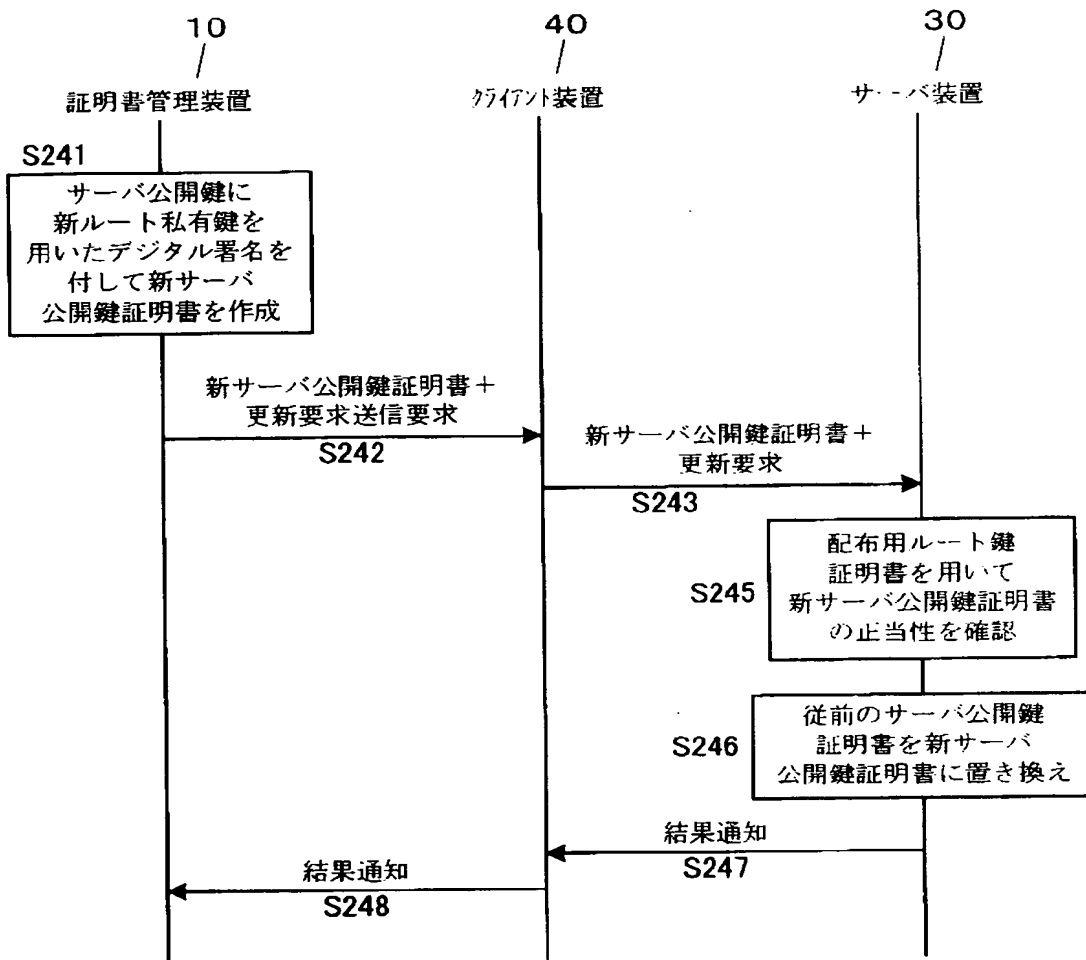 10
40
30
証明書管理装置
クライアント装置
サーバ装置
S241
サーバ公開鍵に
新ルート私有鍵を
用いたデジタル署名を
付して新サーバ
公開鍵証明書を作成
新サーバ公開鍵証明書+
更新要求送信要求
S242
新サーバ公開鍵証明書+
更新要求
S243
S245
配布用ルート鍵
証明書を用いて
新サーバ公開鍵証明書
の正当性を確認
S246
従前のサーバ公開鍵
証明書を新サーバ
公開鍵証明書に置き換え
結果通知
S247
結果通知
S248